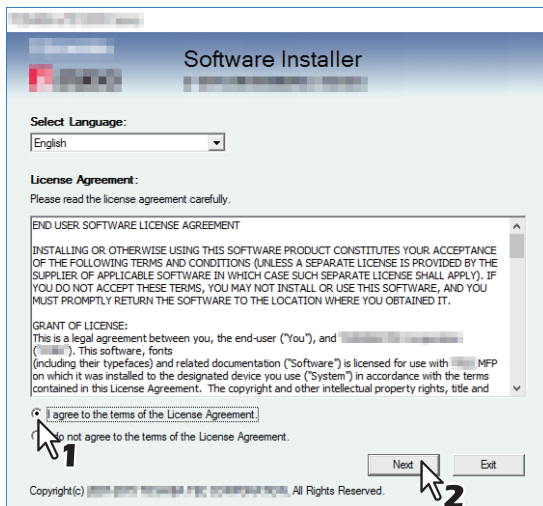 Software Installer
Select Language:
English
License Agreement:
Please read the license agreement carefully.
END USER SOFTWARE LICENSE AGREEMENT
INSTALLING OR OTHERWISE USING THIS SOFTWARE PRODUCT CONSTITUTES YOUR ACCEPTANCE
OF THE FOLLOWING TERMS AND CONDITIONS (UNLESS A SEPARATE LICENSE IS PROVIDED BY THE
SUPPLIER OF APPLICABLE SOFTWARE IN WHICH CASE SUCH SEPARATE LICENSE SHALL APPLY). IF
YOU DO NOT ACCEPT THESE TERMS, YOU MAY NOT INSTALL OR USE THIS SOFTWARE, AND YOU
MUST PROMPTLY RETURN THE SOFTWARE TO THE LOCATION WHERE YOU OBTAINED IT.
GRANT OF LICENSE:
This is a legal agreement between you, the end-user ("You"), and
(" "). This software, fonts
(including their typefaces) and related documentation ("Software") is licensed for use with MFP
on which it was installed to the designated device you use ("System") in accordance with the terms
contained in this License Agreement. The copyright and other intellectual property rights, title and
I agree to the terms of the License Agreement.
do not agree to the terms of the License Agreement.
1
Next
Exit
2
Copyright(c) All Rights Reserved.